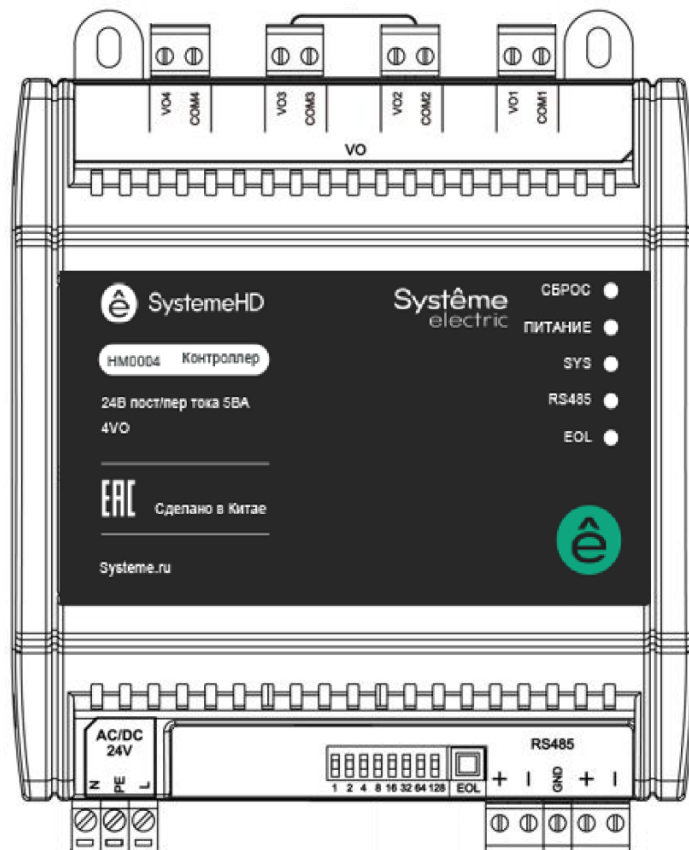 VO4 COM4 VO3 COM3 VO2 COM2 VO1 COM1
VO
ê SystemeHD
Système
electric
НМ0004 Контроллер
24В пост/пер тока 5ВА
4VO
EAC Сделано в Китае
Systeme.ru
СБРОС
ПИТАНИЕ
SYS
RS485
EOL
ê
AC/DC
24V
N PE L
1 2 4 8 16 32 64 128 EOL
RS485
+ − GND + −